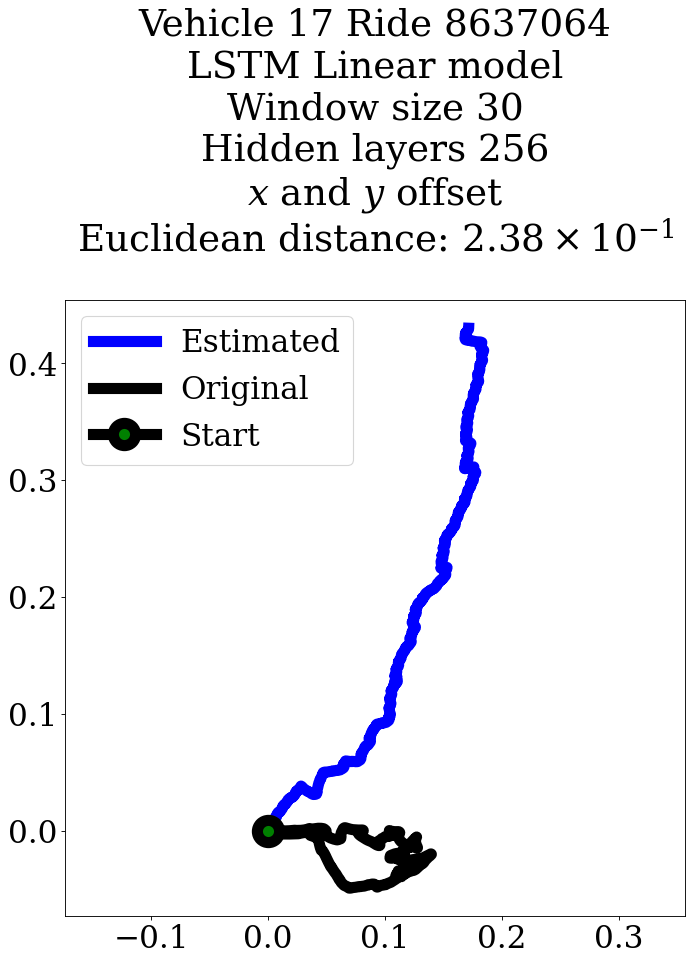 Vehicle 17 Ride 8637064
LSTM Linear model
Window size 30
Hidden layers 256
x and y offset
Euclidean distance: 2.38 × 10⁻¹
Estimated
Original
Start
0.4
0.3
0.2
0.1
0.0
−0.1 0.0 0.1 0.2 0.3